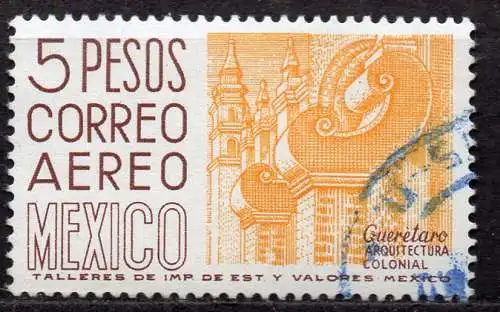 5 PESOS
CORREO
AEREO
MEXICO
Queretaro
ARQUITECTURA
COLONIAL
TALLERES DE IMP. DE EST. Y VALORES-MEXICO